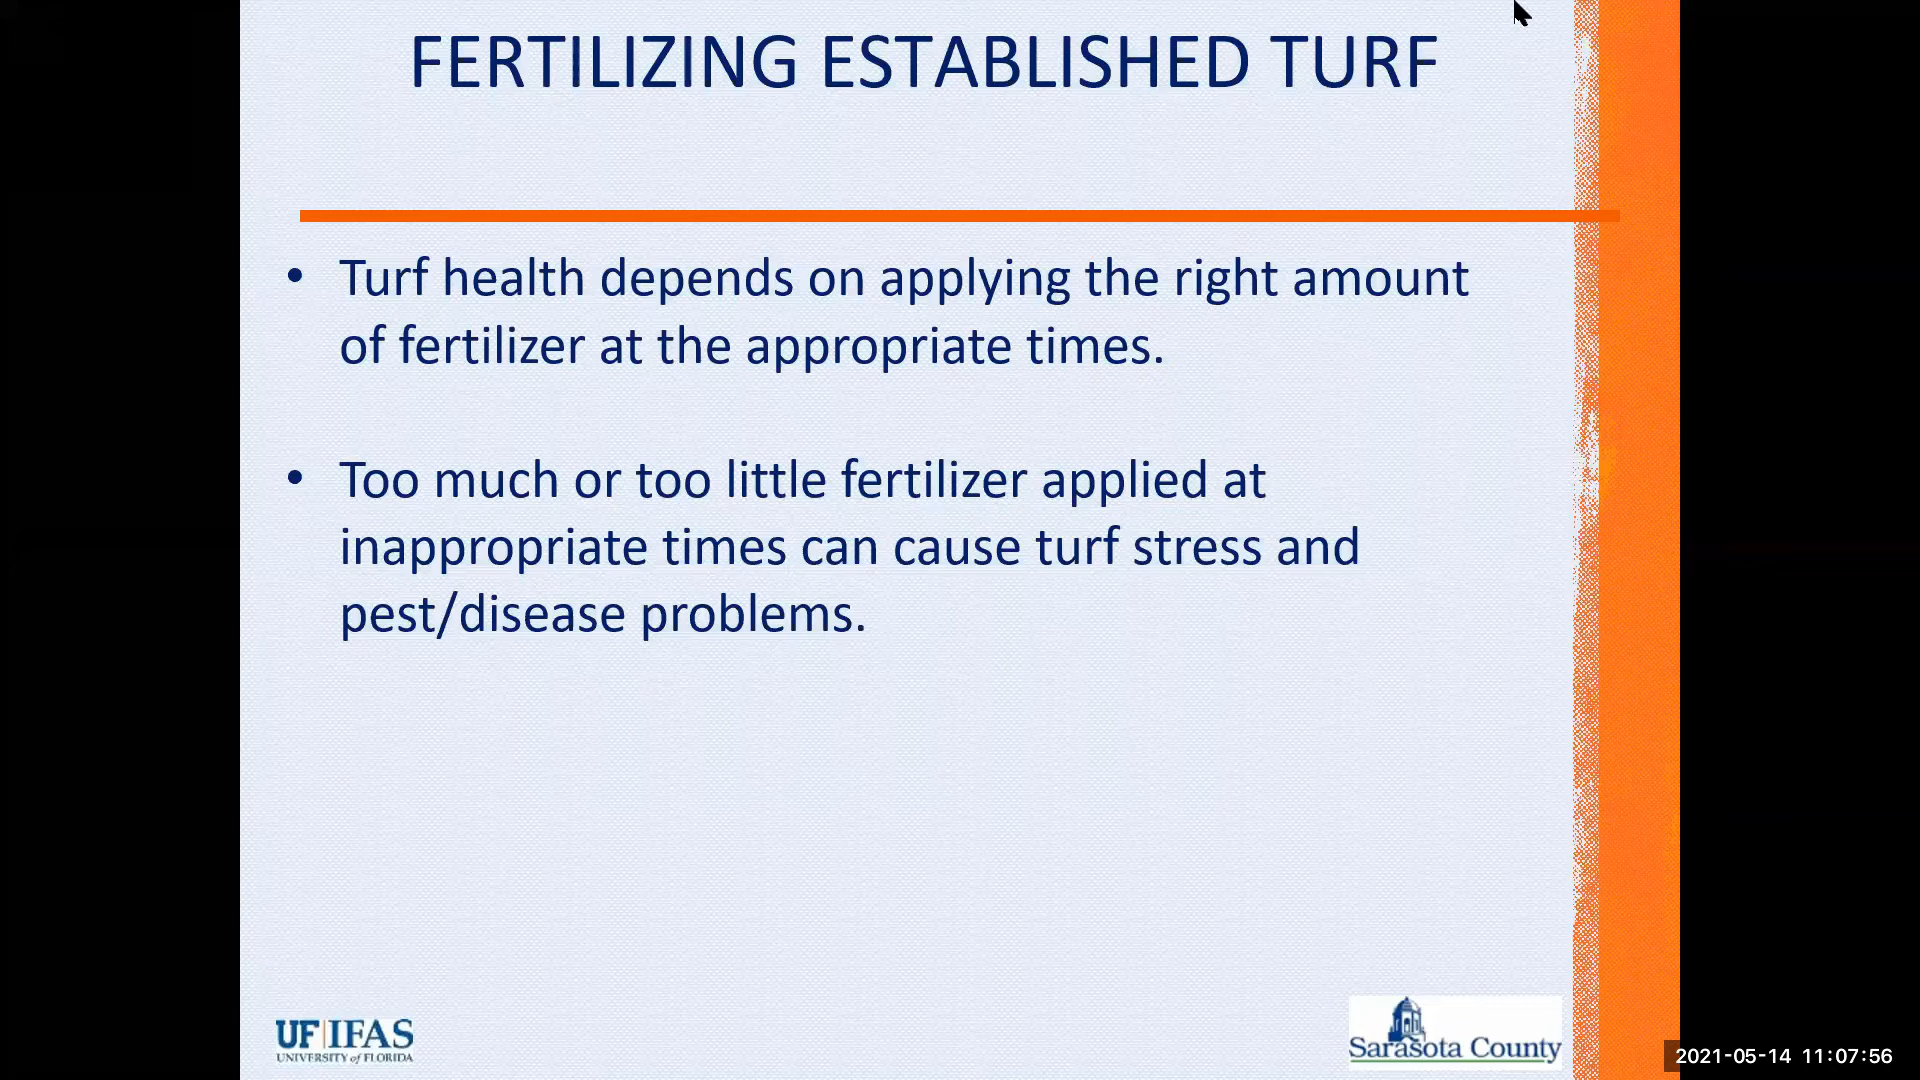 FERTILIZING ESTABLISHED TURF
• Turf health depends on applying the right amount
of fertilizer at the appropriate times.
• Too much or too little fertilizer applied at
inappropriate times can cause turf stress and
pest/disease problems.
UF|IFAS
UNIVERSITY of FLORIDA
Sarasota County
2021-05-14 11:07:56